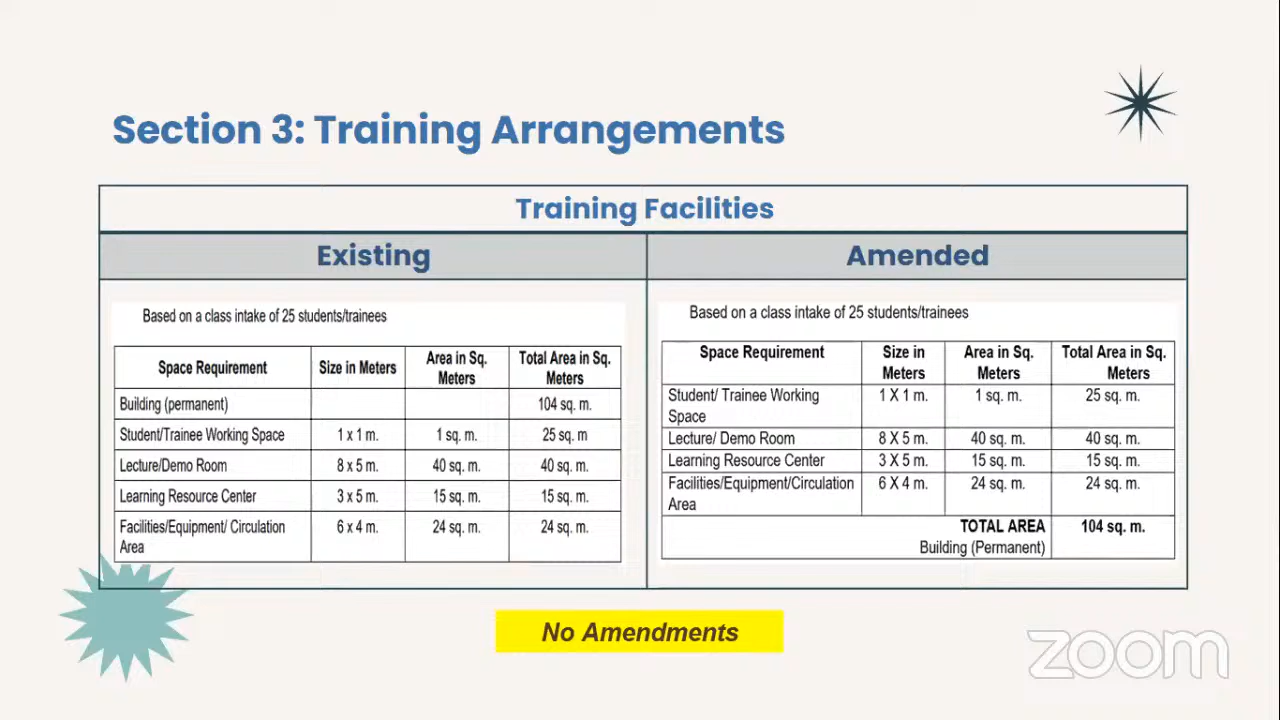 Section 3: Training Arrangements
Training Facilities
Existing
Amended
Based on a class intake of 25 students/trainees
Space Requirement Size in Meters Area in Sq. Meters Total Area in Sq. Meters
Building (permanent) 104 sq. m.
Student/Trainee Working Space 1 x 1 m. 1 sq. m. 25 sq. m
Lecture/Demo Room 8 x 5 m. 40 sq. m. 40 sq. m.
Learning Resource Center 3 x 5 m. 15 sq. m. 15 sq. m.
Facilities/Equipment/ Circulation Area 6 x 4 m. 24 sq. m. 24 sq. m.
Based on a class intake of 25 students/trainees
Space Requirement Size in Meters Area in Sq. Meters Total Area in Sq. Meters
Student/ Trainee Working Space 1 X 1 m. 1 sq. m. 25 sq. m.
Lecture/ Demo Room 8 X 5 m. 40 sq. m. 40 sq. m.
Learning Resource Center 3 X 5 m. 15 sq. m. 15 sq. m.
Facilities/Equipment/Circulation Area 6 X 4 m. 24 sq. m. 24 sq. m.
TOTAL AREA 104 sq. m.
Building (Permanent)
No Amendments
zoom